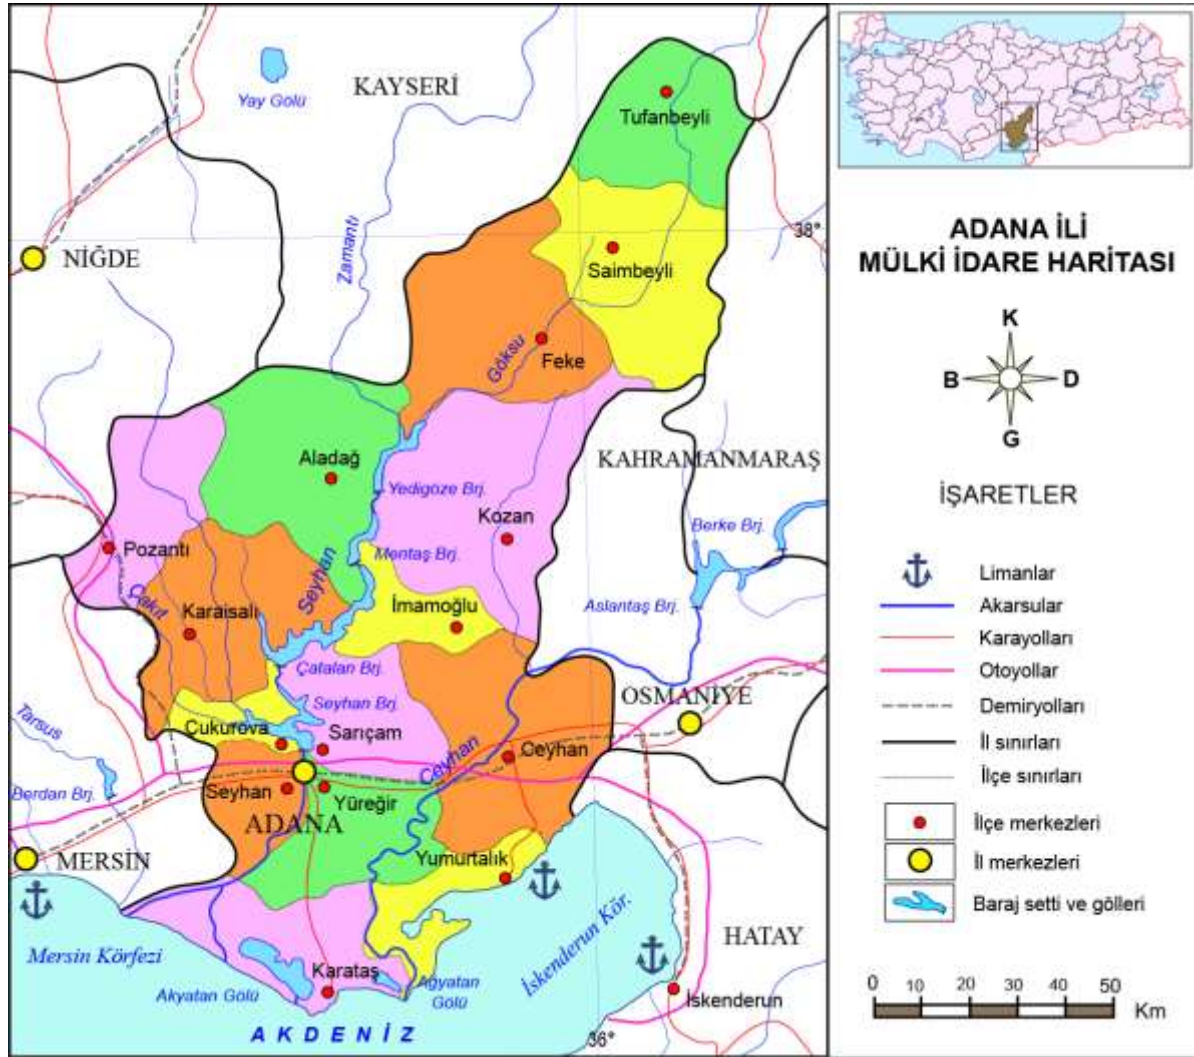 KAYSERİ
Yay Gölü
Tufanbeyli
38°
Zamantı
NİĞDE
Saimbeyli
Göksu
Feke
Aladağ
KAHRAMANMARAŞ
Yedigöze Brj.
Kozan
Berke Brj.
Pozantı
Mentaş Brj.
Seyhan
Çakıt
Karaisalı
İmamoğlu
Aslantaş Brj.
Çatalan Brj.
Seyhan Brj.
OSMANİYE
Tarsus
Cukurova
Sarıçam
Ceyhan
Ceyhan
Berdan Brj.
Seyhan
Yüreğir
ADANA
MERSİN
Yumurtalık
Mersin Körfezi
İskenderun Kör.
HATAY
Karataş
Akyatan Gölü
Ağyatan
Gölü
İskenderun
AKDENİZ
36°
ADANA İLİ
MÜLKİ İDARE HARİTASI
K
B D
G
İŞARETLER
Limanlar
Akarsular
Karayolları
Otoyollar
Demiryolları
İl sınırları
İlçe sınırları
İlçe merkezleri
İl merkezleri
Baraj setti ve gölleri
0 10 20 30 40 50
Km